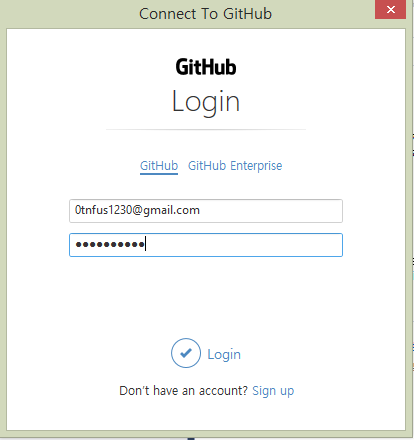 Connect To GitHub
GitHub
Login
GitHub GitHub Enterprise
0tnfus1230@gmail.com
●●●●●●●●●●
Login
Don't have an account? Sign up